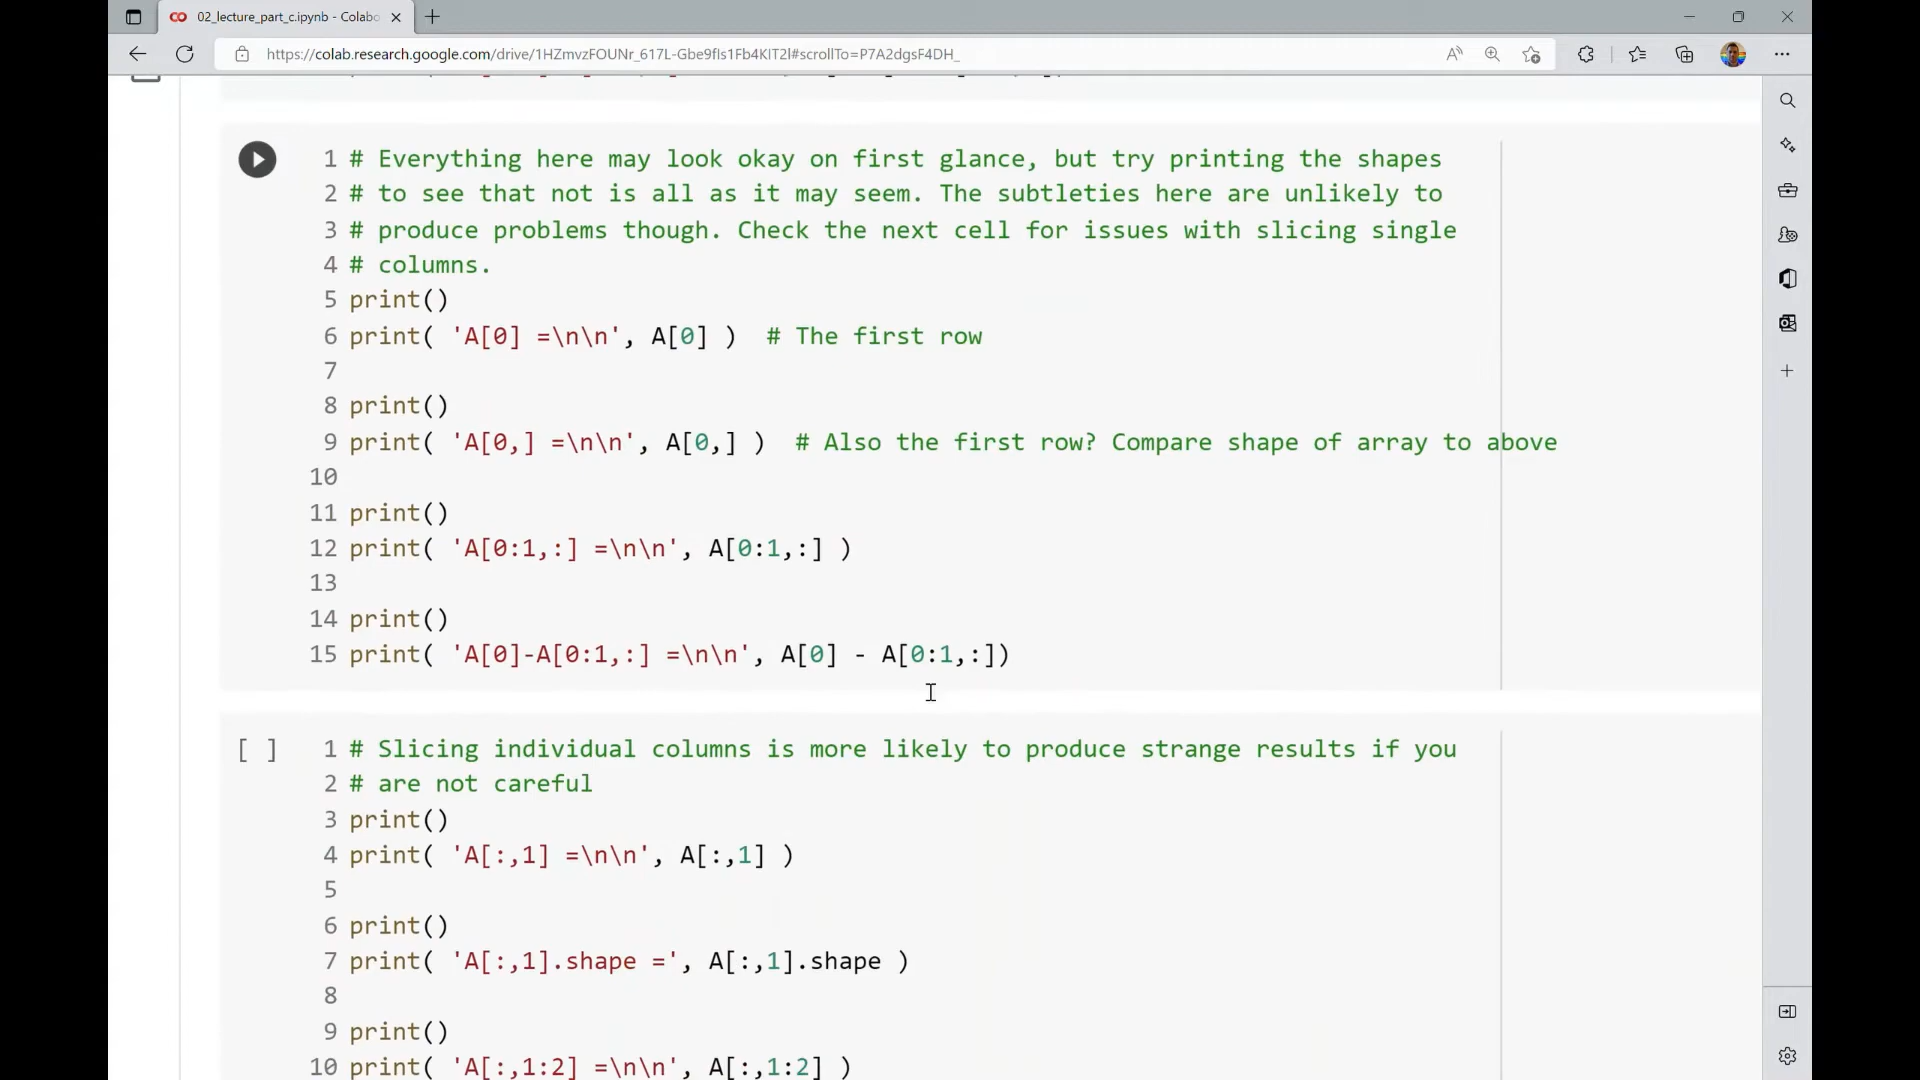 02_lecture_part_c.ipynb - Colabo
https://colab.research.google.com/drive/1HZmvzFOUNr_617L-Gbe9fls1Fb4KIT2l#scrollTo=P7A2dgsF4DH_
1 # Everything here may look okay on first glance, but try printing the shapes
2 # to see that not is all as it may seem. The subtleties here are unlikely to
3 # produce problems though. Check the next cell for issues with slicing single
4 # columns.
5 print()
6 print( 'A[0] =\n\n', A[0] )  # The first row
7
8 print()
9 print( 'A[0,] =\n\n', A[0,] )  # Also the first row? Compare shape of array to above
10
11 print()
12 print( 'A[0:1,:] =\n\n', A[0:1,:] )
13
14 print()
15 print( 'A[0]-A[0:1,:] =\n\n', A[0] - A[0:1,:])
[ ] 1 # Slicing individual columns is more likely to produce strange results if you
2 # are not careful
3 print()
4 print( 'A[:,1] =\n\n', A[:,1] )
5
6 print()
7 print( 'A[:,1].shape =', A[:,1].shape )
8
9 print()
10 print( 'A[:,1:2] =\n\n', A[:,1:2] )